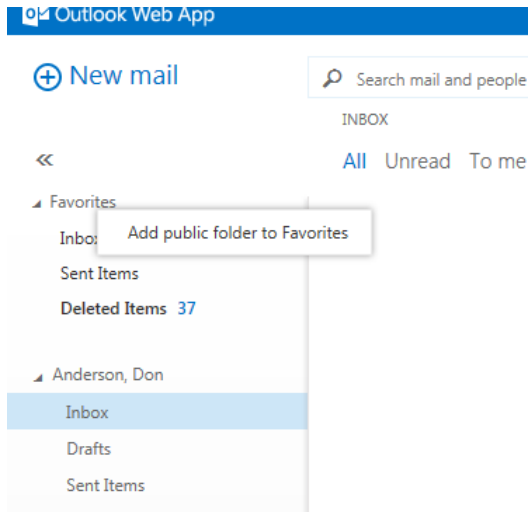 Outlook Web App
New mail
Search mail and people
INBOX
All Unread To me
Favorites
Add public folder to Favorites
Sent Items
Deleted Items 37
Anderson, Don
Inbox
Drafts
Sent Items